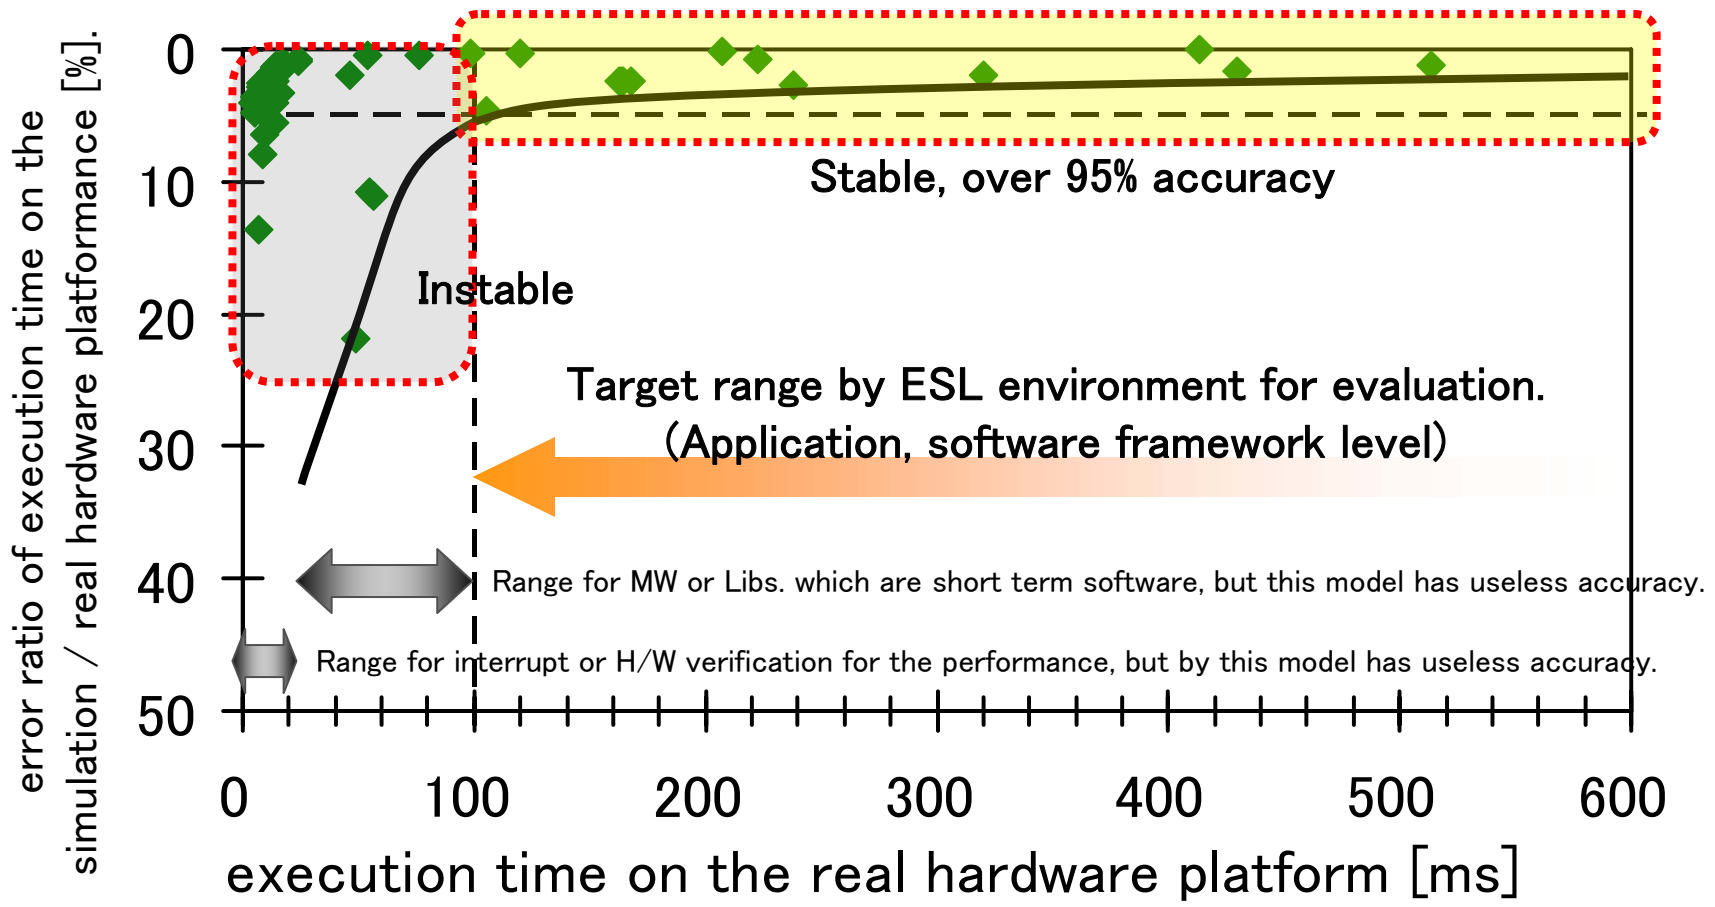 error ratio of execution time on the
simulation / real hardware platformance [%].
0
10
20
30
40
50
Stable, over 95% accuracy
Instable
Target range by ESL environment for evaluation.
(Application, software framework level)
Range for MW or Libs. which are short term software, but this model has useless accuracy.
Range for interrupt or H/W verification for the performance, but by this model has useless accuracy.
0 100 200 300 400 500 600
execution time on the real hardware platform [ms]